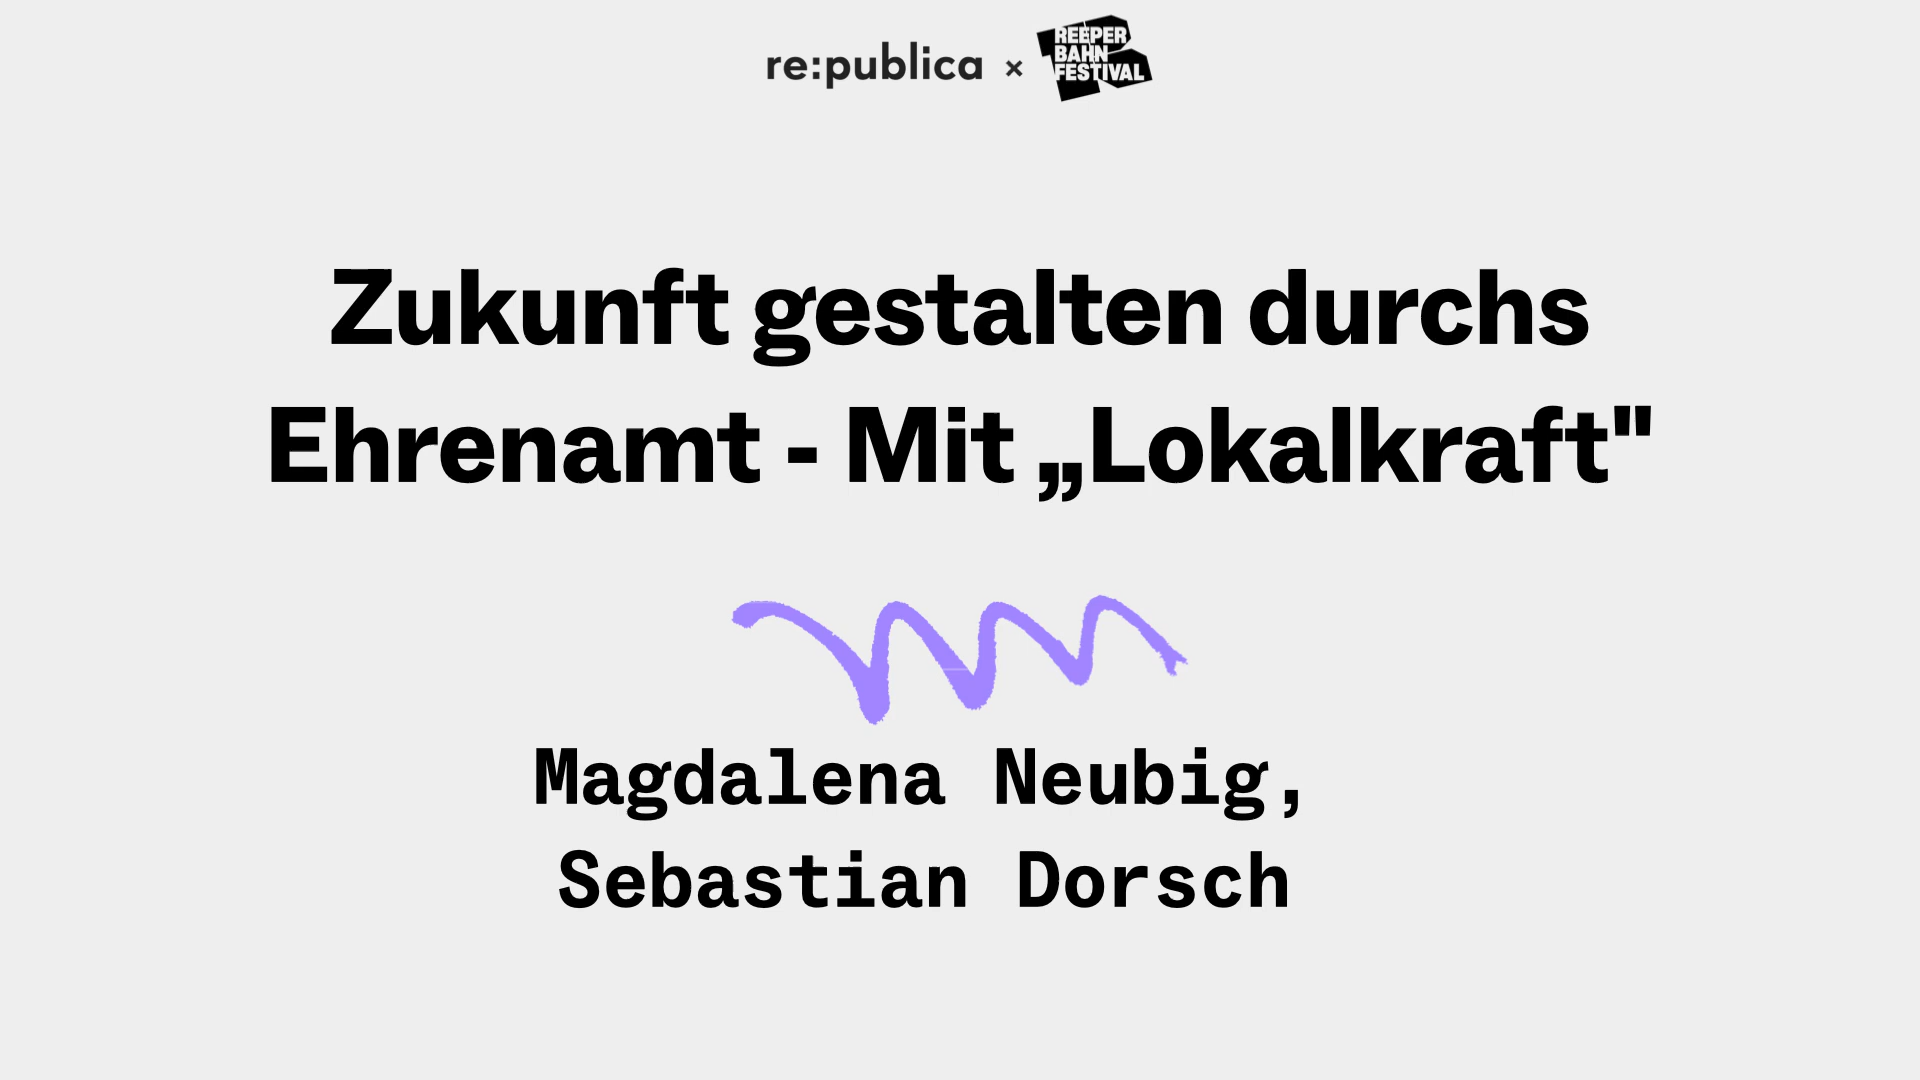 re:publica × REEPER
BAHN
FESTIVAL
Zukunft gestalten durchs
Ehrenamt - Mit „Lokalkraft"
Magdalena Neubig,
Sebastian Dorsch